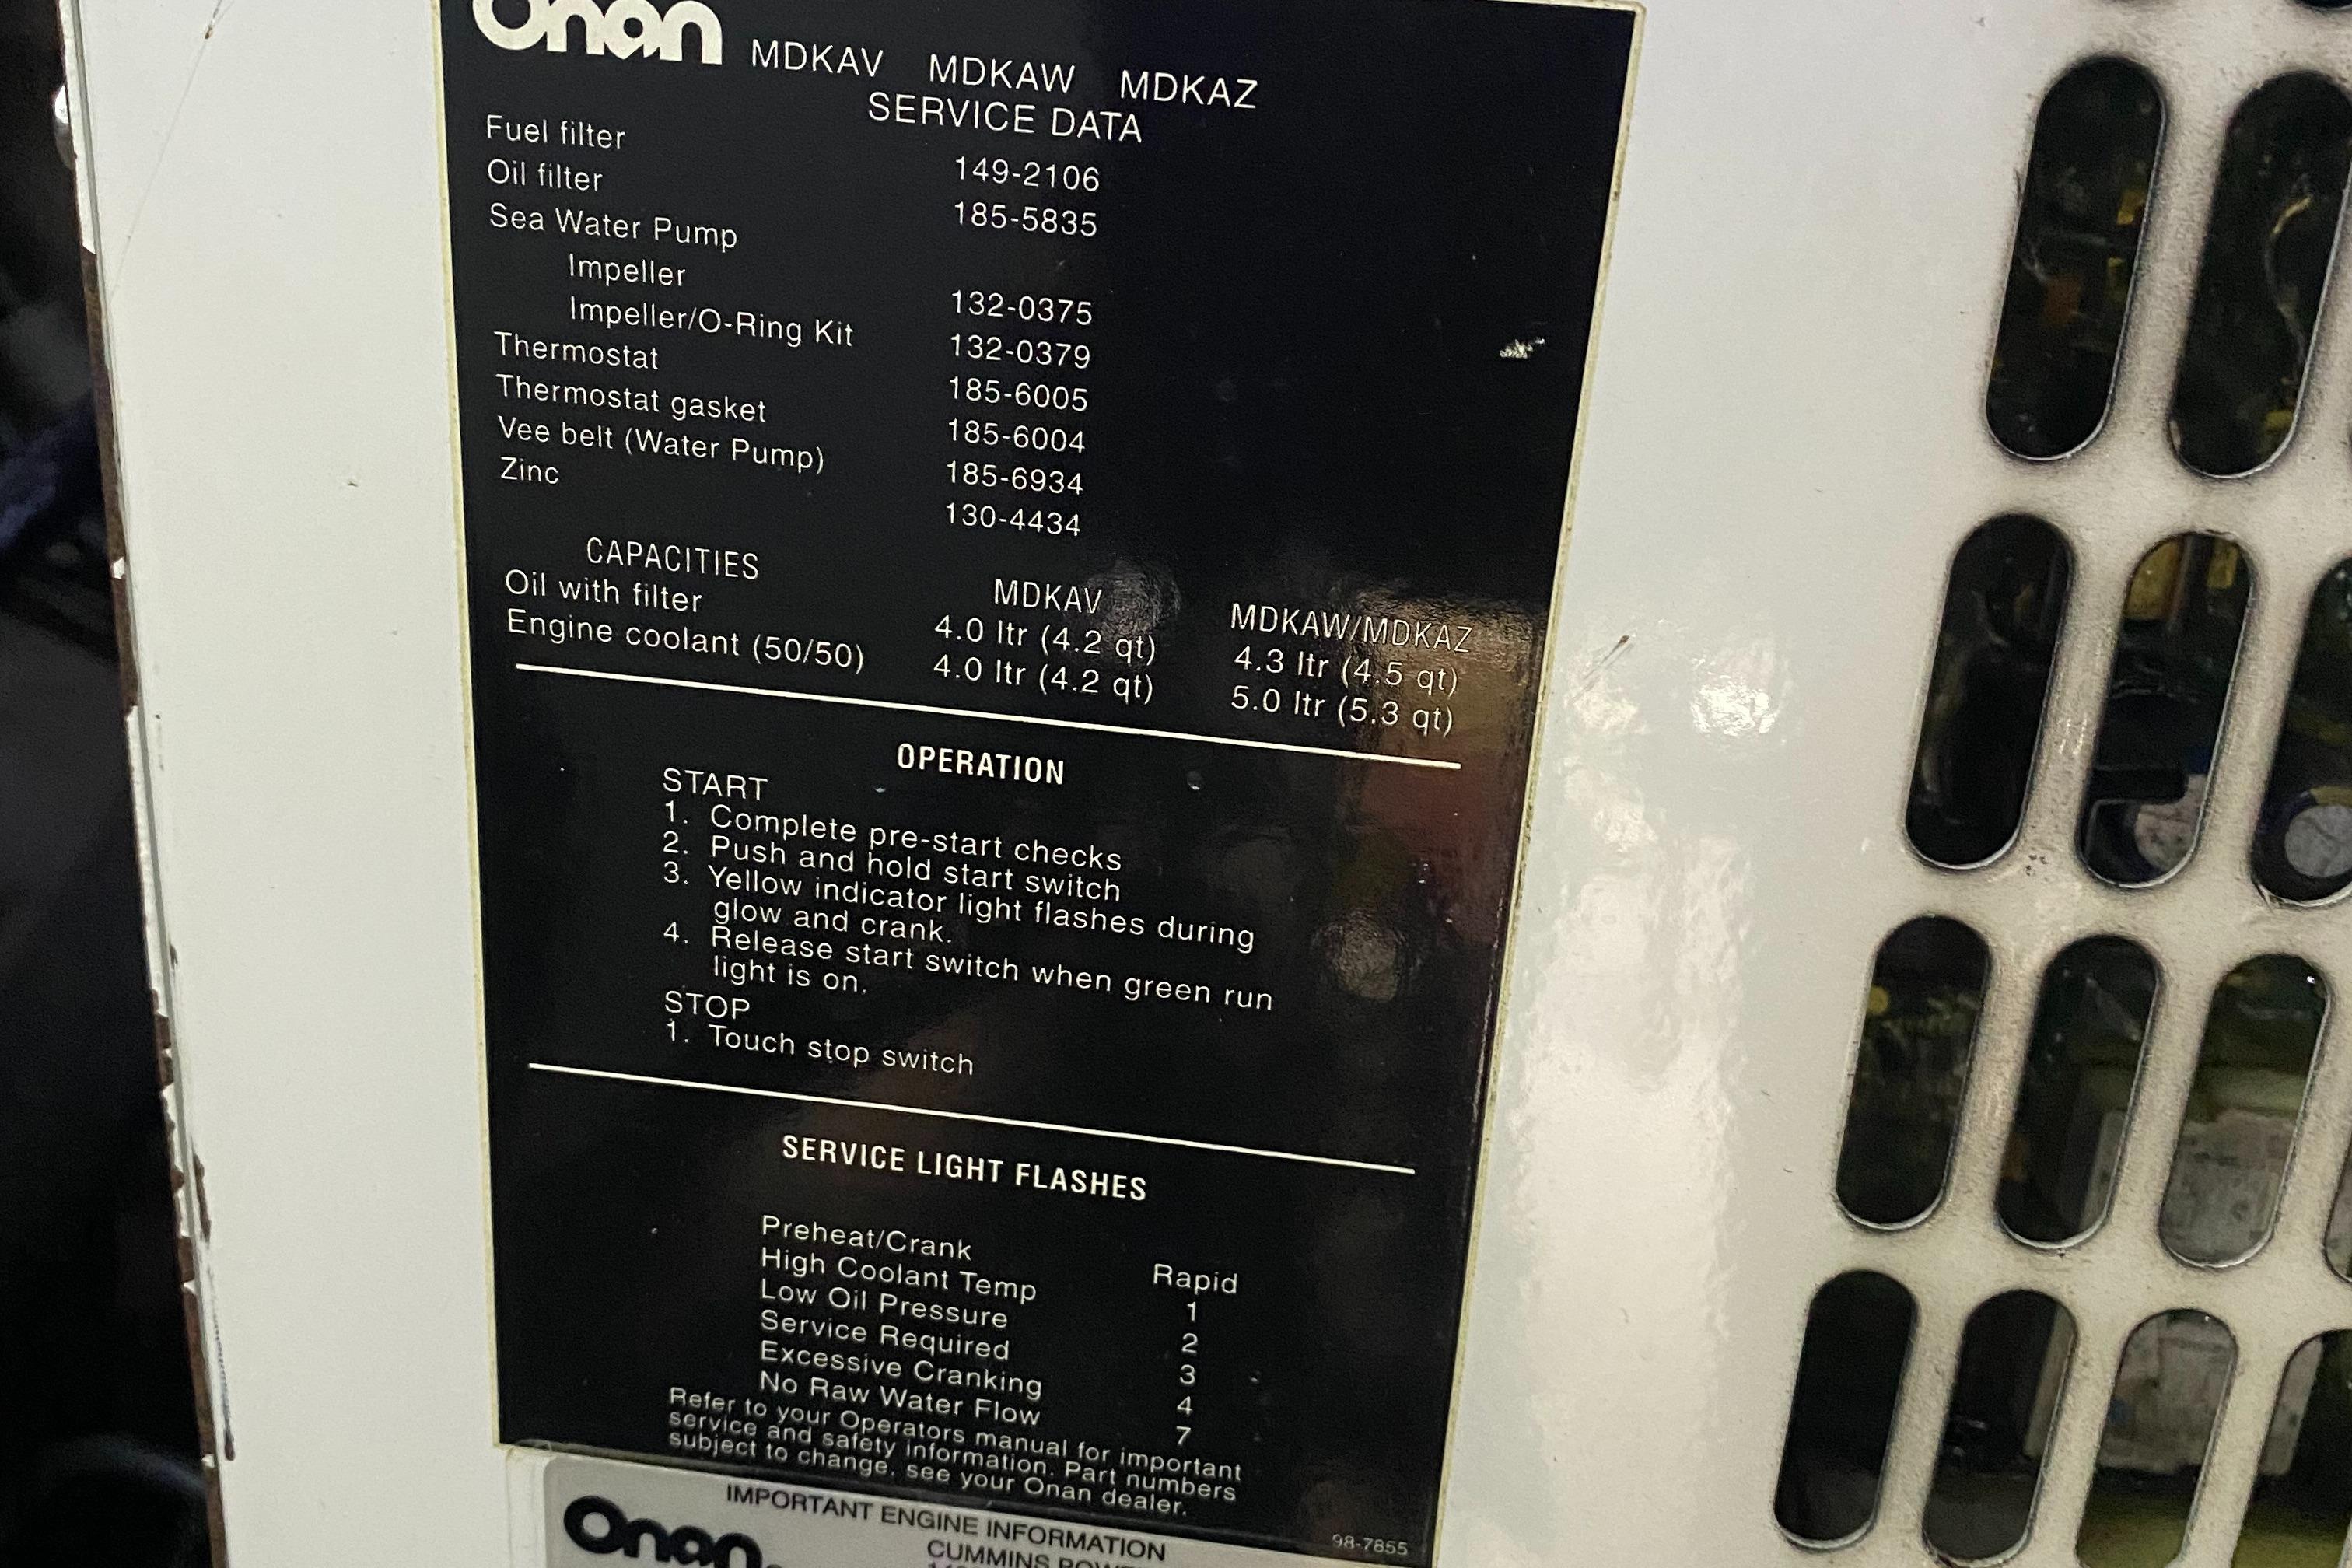 Onan MDKAV MDKAW MDKAZ
SERVICE DATA
Fuel filter 149-2106
Oil filter 185-5835
Sea Water Pump
Impeller 132-0375
Impeller/O-Ring Kit 132-0379
Thermostat 185-6005
Thermostat gasket 185-6004
Vee belt (Water Pump) 185-6934
Zinc 130-4434
CAPACITIES MDKAV MDKAW/MDKAZ
Oil with filter 4.0 ltr (4.2 qt) 4.3 ltr (4.5 qt)
Engine coolant (50/50) 4.0 ltr (4.2 qt) 5.0 ltr (5.3 qt)
OPERATION
START
1. Complete pre-start checks
2. Push and hold start switch
3. Yellow indicator light flashes during
glow and crank.
4. Release start switch when green run
light is on.
STOP
1. Touch stop switch
SERVICE LIGHT FLASHES
Preheat/Crank Rapid
High Coolant Temp 1
Low Oil Pressure 2
Service Required 3
Excessive Cranking 4
No Raw Water Flow 7
Refer to your Operators manual for important
service and safety information. Part numbers
subject to change, see your Onan dealer.
98-7855
IMPORTANT ENGINE INFORMATION
Onan
CUMMINS